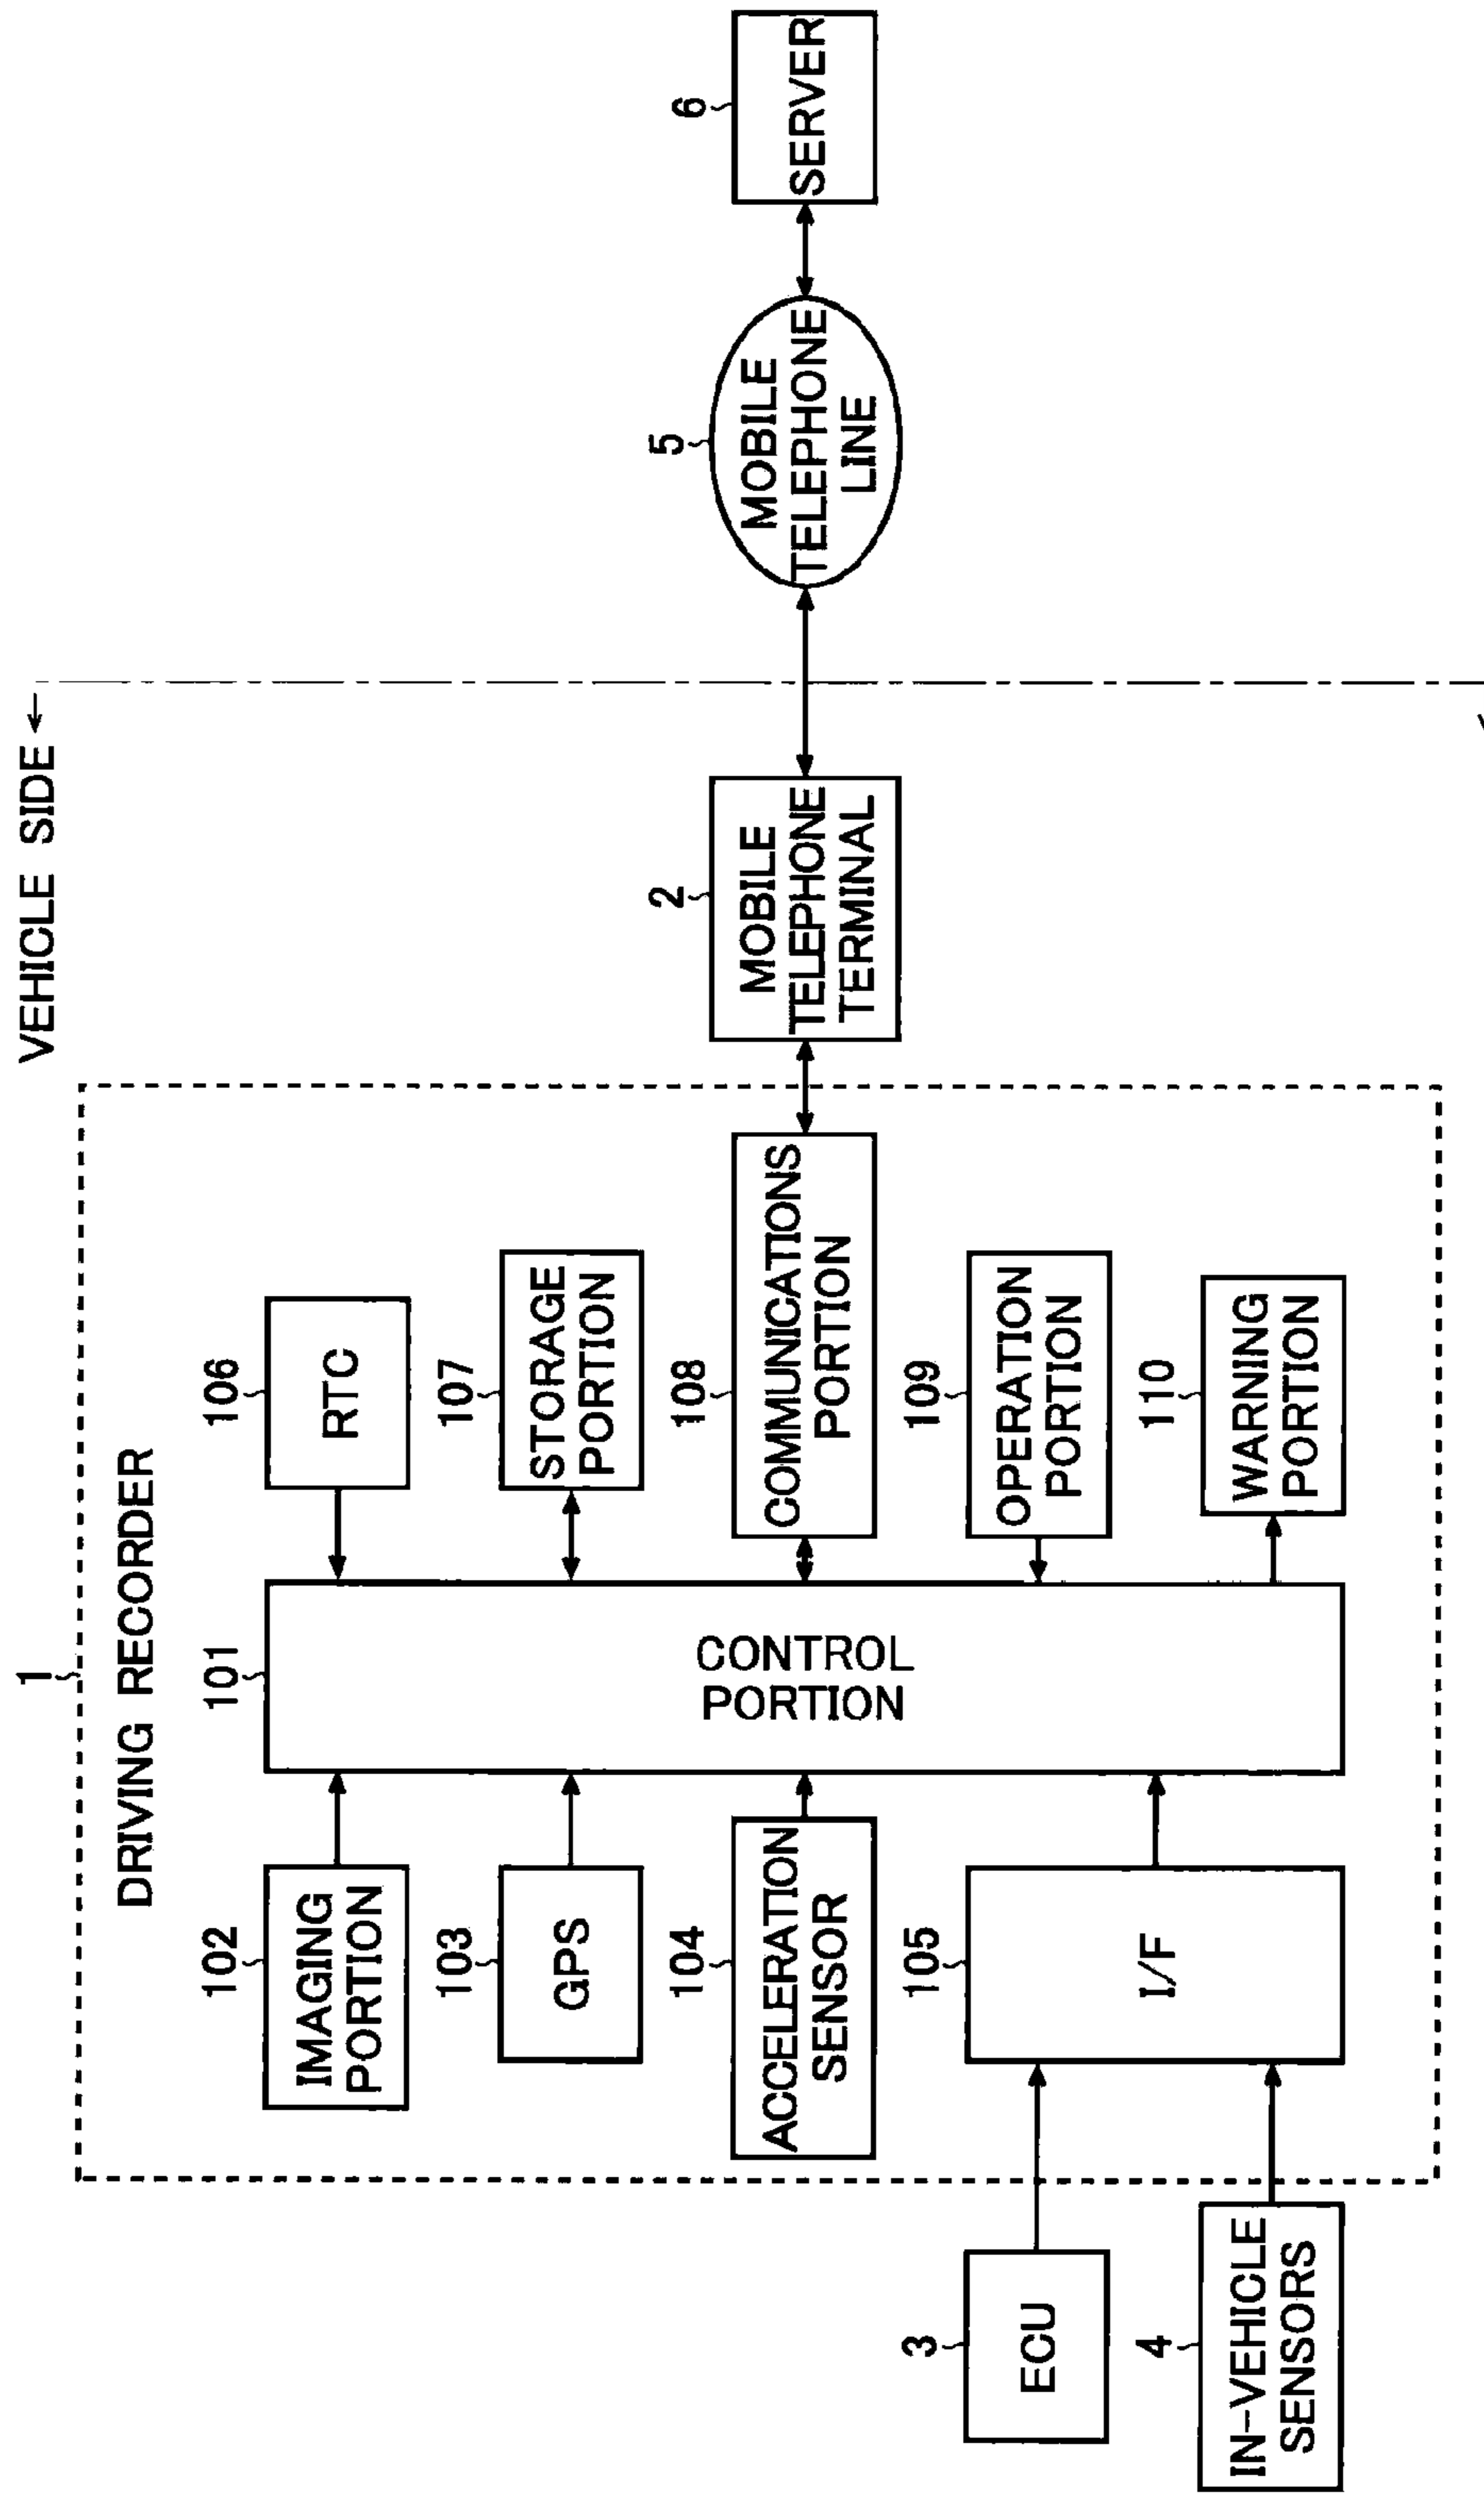 VEHICLE SIDE
1
DRIVING RECORDER
3
ECU
4
IN-VEHICLE
SENSORS
102
IMAGING
PORTION
103
GPS
104
ACCELERATION
SENSOR
105
I/F
101
CONTROL
PORTION
106
RTC
107
STORAGE
PORTION
108
COMMUNICATIONS
PORTION
109
OPERATION
PORTION
110
WARNING
PORTION
2
MOBILE
TELEPHONE
TERMINAL
5
MOBILE
TELEPHONE
LINE
6
SERVER